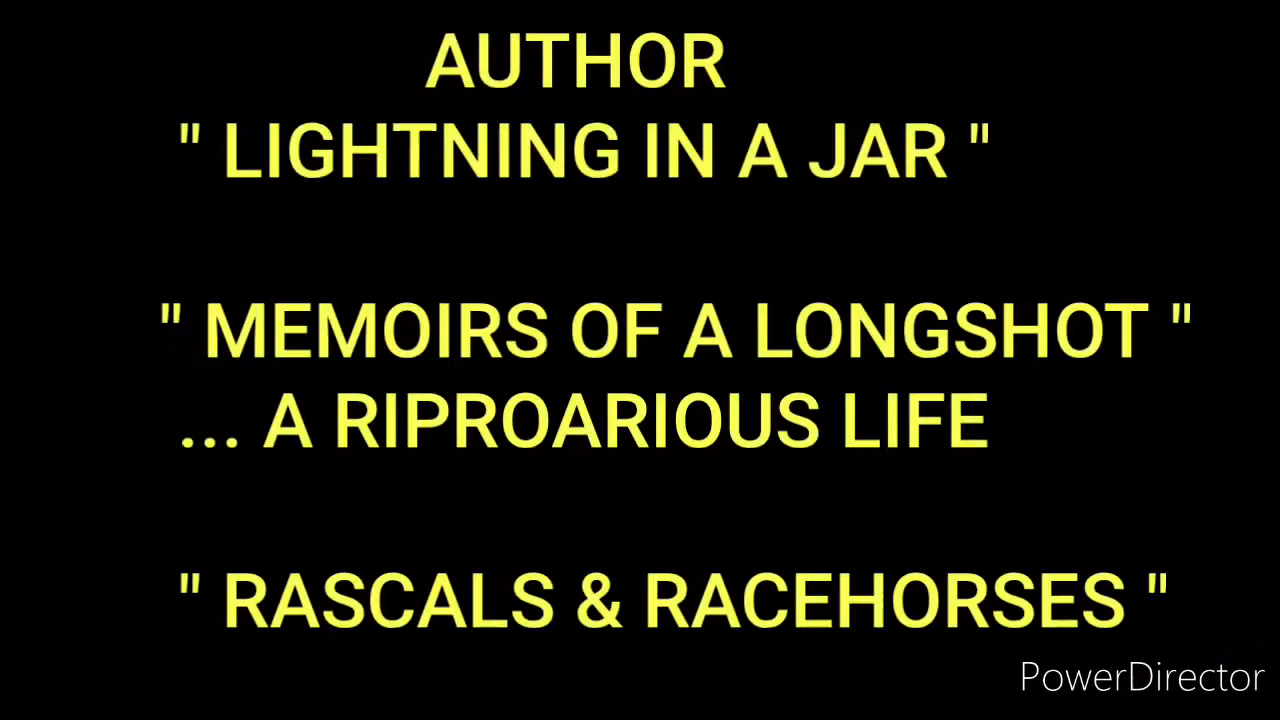 AUTHOR
" LIGHTNING IN A JAR "
" MEMOIRS OF A LONGSHOT "
... A RIPROARIOUS LIFE
" RASCALS & RACEHORSES "
PowerDirector